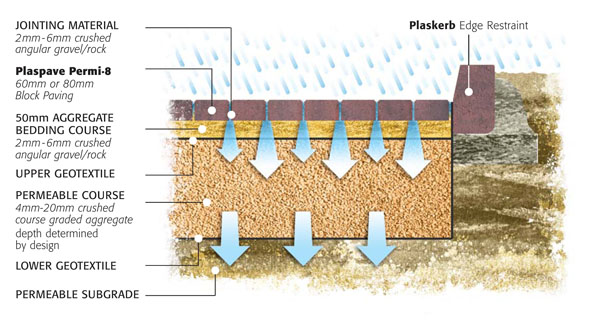 JOINTING MATERIAL
2mm-6mm crushed
angular gravel/rock
Plaspave Permi-8
60mm or 80mm
Block Paving
50mm AGGREGATE
BEDDING COURSE
2mm-6mm crushed
angular gravel/rock
UPPER GEOTEXTILE
PERMEABLE COURSE
4mm-20mm crushed
course graded aggregate
depth determined
by design
LOWER GEOTEXTILE
PERMEABLE SUBGRADE
Plaskerb Edge Restraint